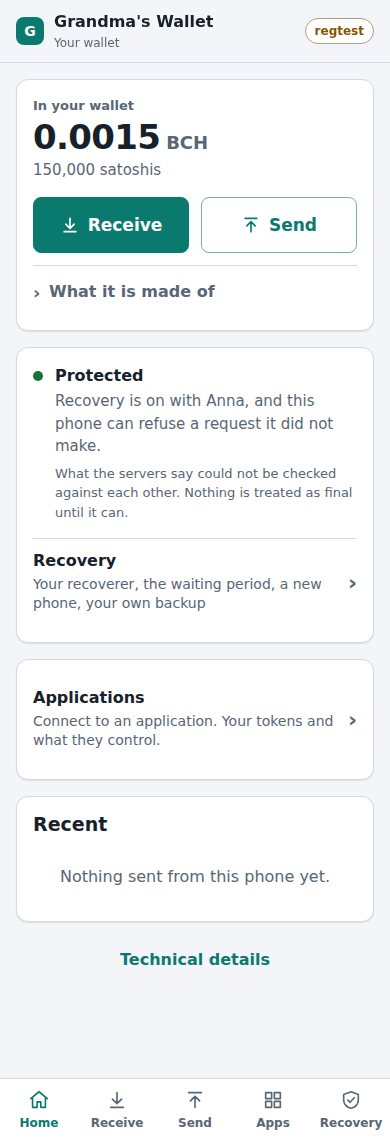 G
Grandma's Wallet
Your wallet
regtest
In your wallet
0.0015 BCH
150,000 satoshis
Receive
Send
What it is made of
Protected
Recovery is on with Anna, and this
phone can refuse a request it did not
make.
What the servers say could not be checked
against each other. Nothing is treated as final
until it can.
Recovery
Your recoverer, the waiting period, a new
phone, your own backup
Applications
Connect to an application. Your tokens and
what they control.
Recent
Nothing sent from this phone yet.
Technical details
Home
Receive
Send
Apps
Recovery